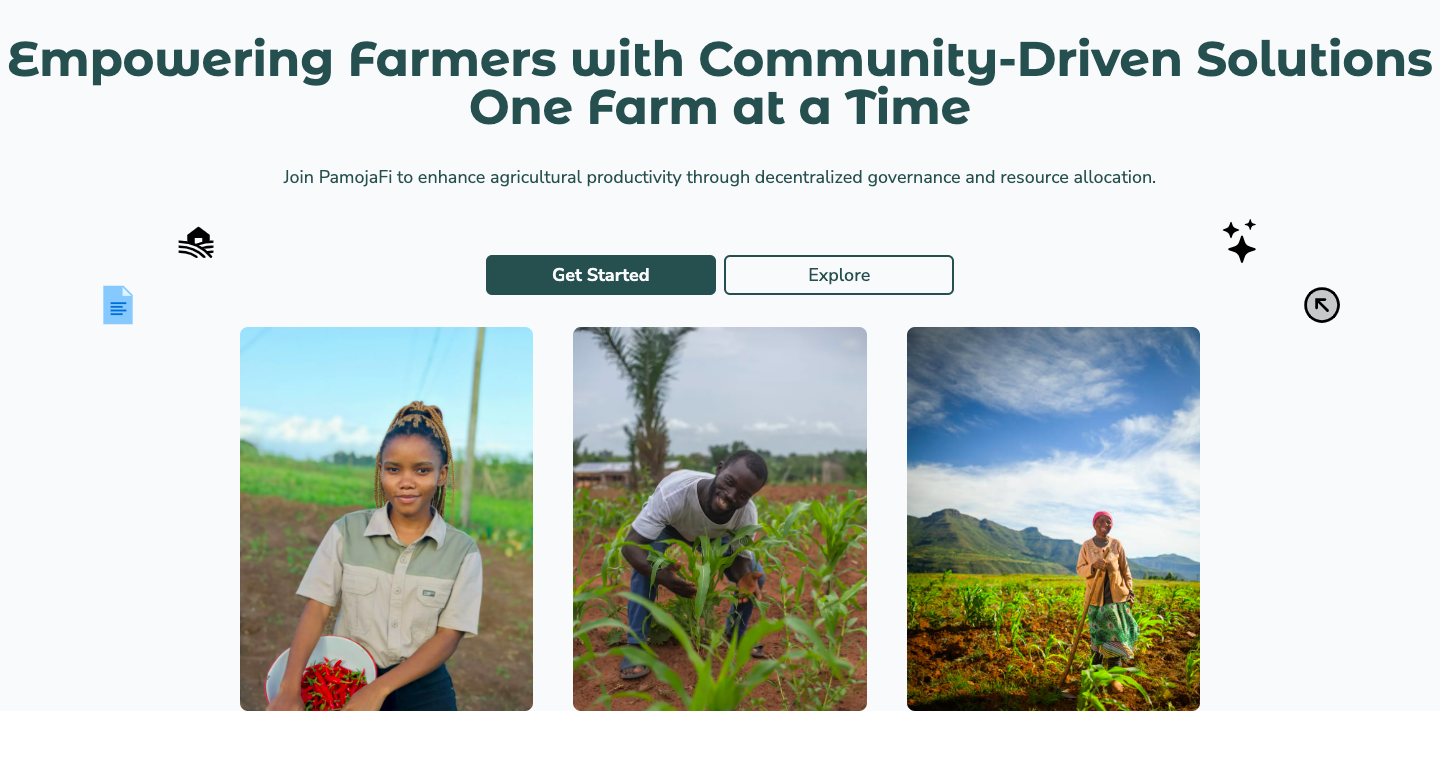 Empowering Farmers with Community-Driven Solutions
One Farm at a Time
Join PamojaFi to enhance agricultural productivity through decentralized governance and resource allocation.
Get Started
Explore